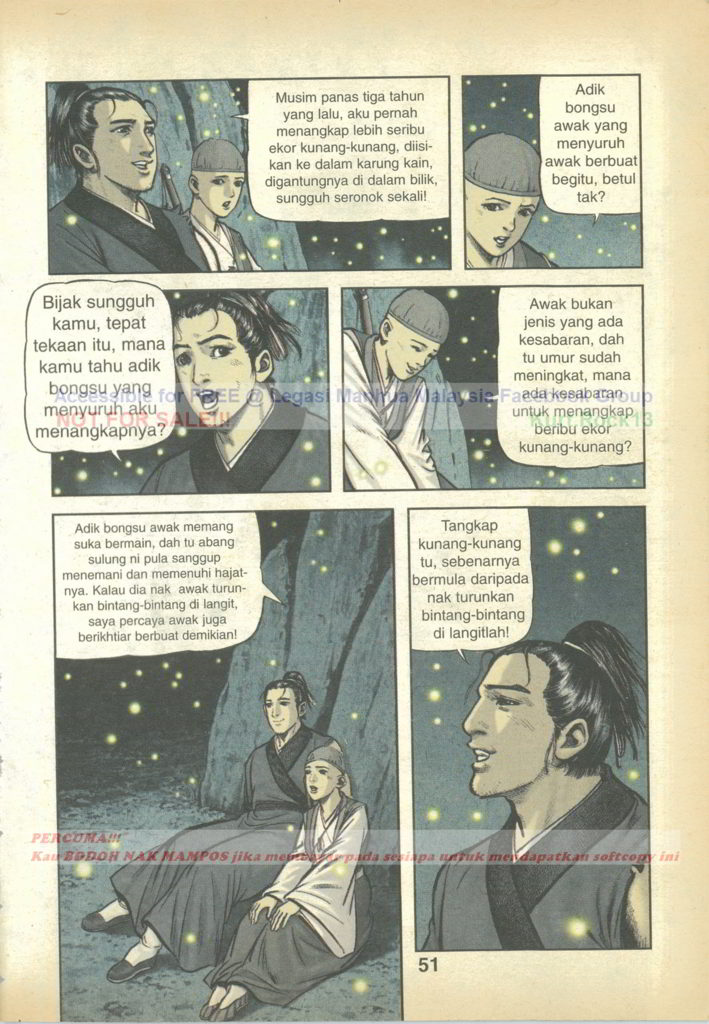 Musim panas tiga tahun
yang lalu, aku pernah
menangkap lebih seribu
ekor kunang-kunang, diisi-
kan ke dalam karung kain,
digantungnya di dalam bilik,
sungguh seronok sekali!
Adik
bongsu
awak yang
menyuruh
awak berbuat
begitu, betul
tak?
Bijak sungguh
kamu, tepat
tekaan itu, mana
kamu tahu adik
bongsu yang
menyuruh aku
menangkapnya?
Awak bukan
jenis yang ada
kesabaran, dah
tu umur sudah
meningkat, mana
ada kesabaran
untuk menangkap
beribu ekor
kunang-kunang?
Accessible for FREE @ Legasi Manhua Malaysia Facebook Group
NOT FOR SALE!!!
Adik bongsu awak memang
suka bermain, dah tu abang
sulung ni pula sanggup
menemani dan memenuhi hajat-
nya. Kalau dia nak awak turun-
kan bintang-bintang di langit,
saya percaya awak juga
berikhtiar berbuat demikian!
Tangkap
kunang-kunang
tu, sebenarnya
bermula daripada
nak turunkan
bintang-bintang
di langitlah!
PERCUMA!!!
Kau BODOH NAK MAMPOS jika membayar pada sesiapa untuk mendapatkan softcopy ini
51